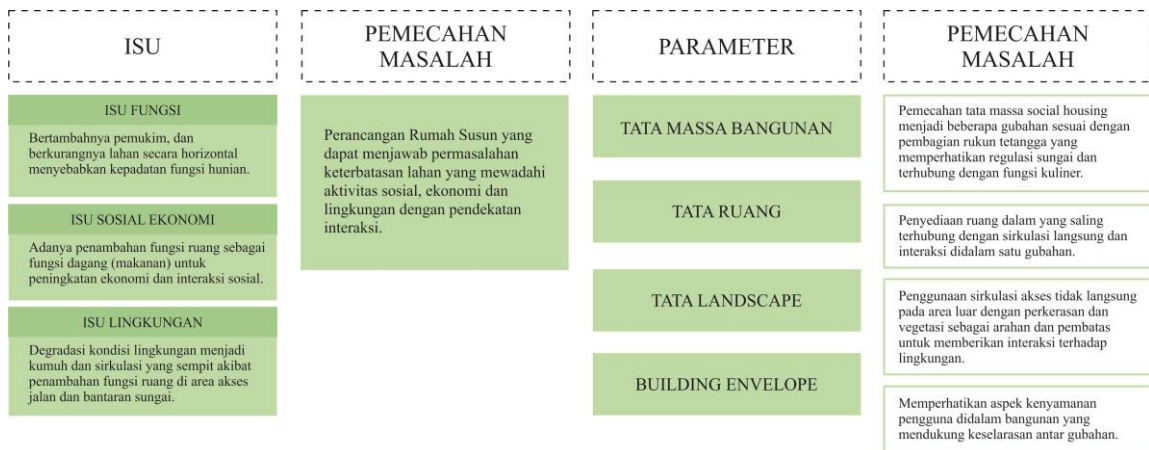 ISU
ISU FUNGSI
Bertambahnya pemukim, dan
berkurangnya lahan secara horizontal
menyebabkan kepadatan fungsi hunian.
ISU SOSIAL EKONOMI
Adanya penambahan fungsi ruang sebagai
fungsi dagang (makanan) untuk
peningkatan ekonomi dan interaksi sosial.
ISU LINGKUNGAN
Degradasi kondisi lingkungan menjadi
kumuh dan sirkulasi yang sempit akibat
penambahan fungsi ruang di area akses
jalan dan bantaran sungai.
PEMECAHAN
MASALAH
Perancangan Rumah Susun yang
dapat menjawab permasalahan
keterbatasan lahan yang mewadahi
aktivitas sosial, ekonomi dan
lingkungan dengan pendekatan
interaksi.
PARAMETER
TATA MASSA BANGUNAN
TATA RUANG
TATA LANDSCAPE
BUILDING ENVELOPE
PEMECAHAN
MASALAH
Pemecahan tata massa social housing
menjadi beberapa gubahan sesuai dengan
pembagian rukun tetangga yang
memperhatikan regulasi sungai dan
terhubung dengan fungsi kuliner.
Penyediaan ruang dalam yang saling
terhubung dengan sirkulasi langsung dan
interaksi didalam satu gubahan.
Penggunaan sirkulasi akses tidak langsung
pada area luar dengan perkerasan dan
vegetasi sebagai arahan dan pembatas
untuk memberikan interaksi terhadap
lingkungan.
Memperhatikan aspek kenyamanan
pengguna didalam bangunan yang
mendukung keselarasan antar gubahan.